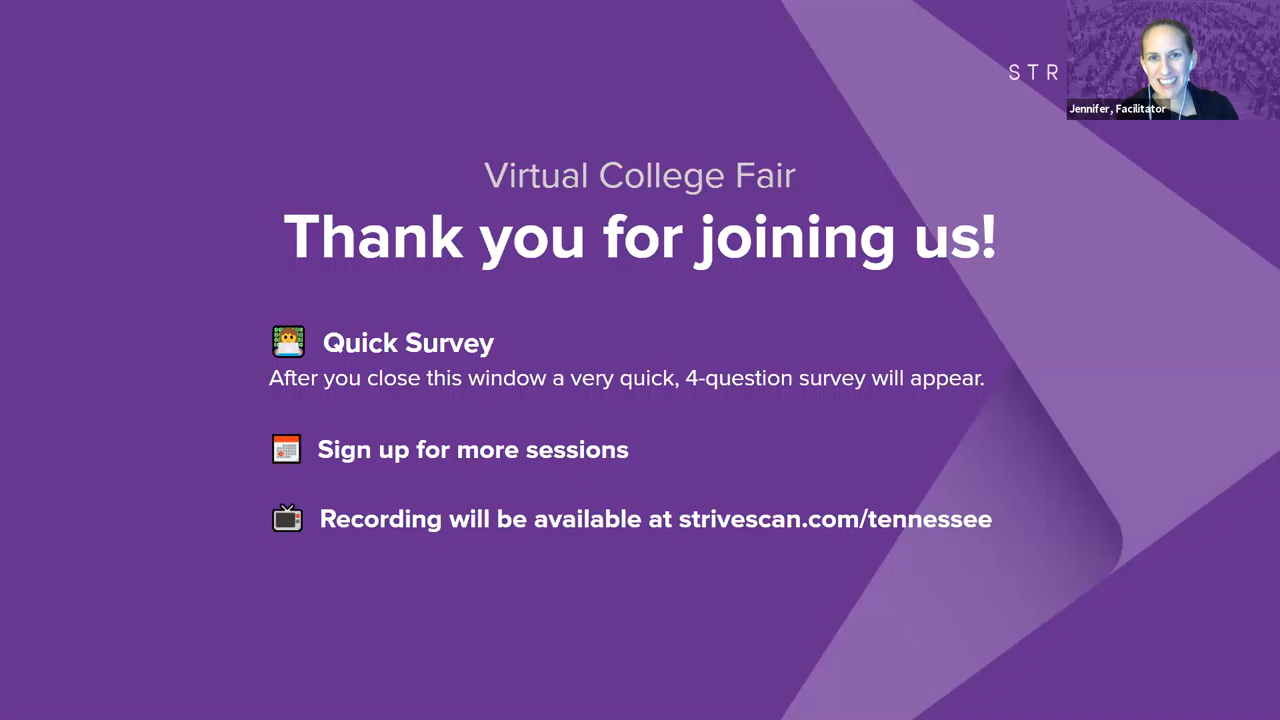 STR
Jennifer, Facilitator
Virtual College Fair
Thank you for joining us!
Quick Survey
After you close this window a very quick, 4-question survey will appear.
Sign up for more sessions
Recording will be available at strivescan.com/tennessee